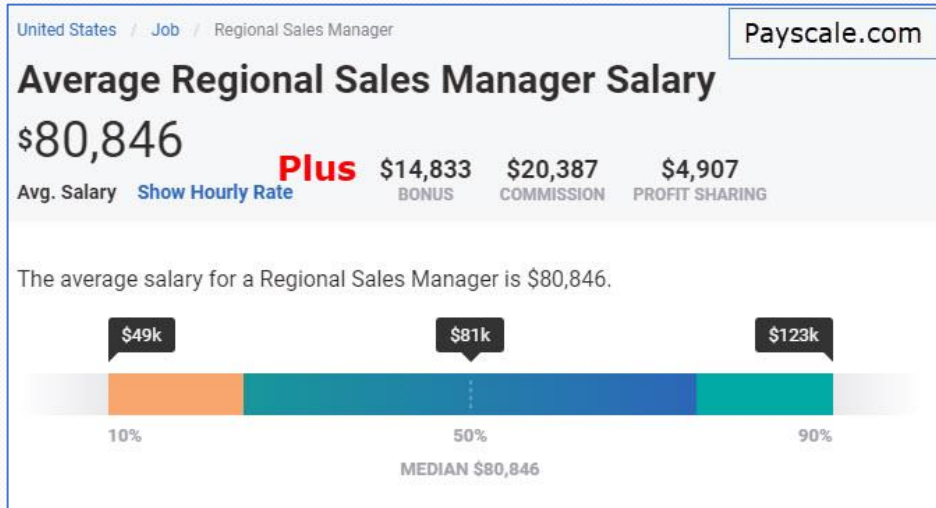 United States / Job / Regional Sales Manager
Payscale.com
Average Regional Sales Manager Salary
$80,846
Plus $14,833 $20,387 $4,907
Avg. Salary Show Hourly Rate BONUS COMMISSION PROFIT SHARING
The average salary for a Regional Sales Manager is $80,846.
$49k $81k $123k
10% 50% 90%
MEDIAN $80,846